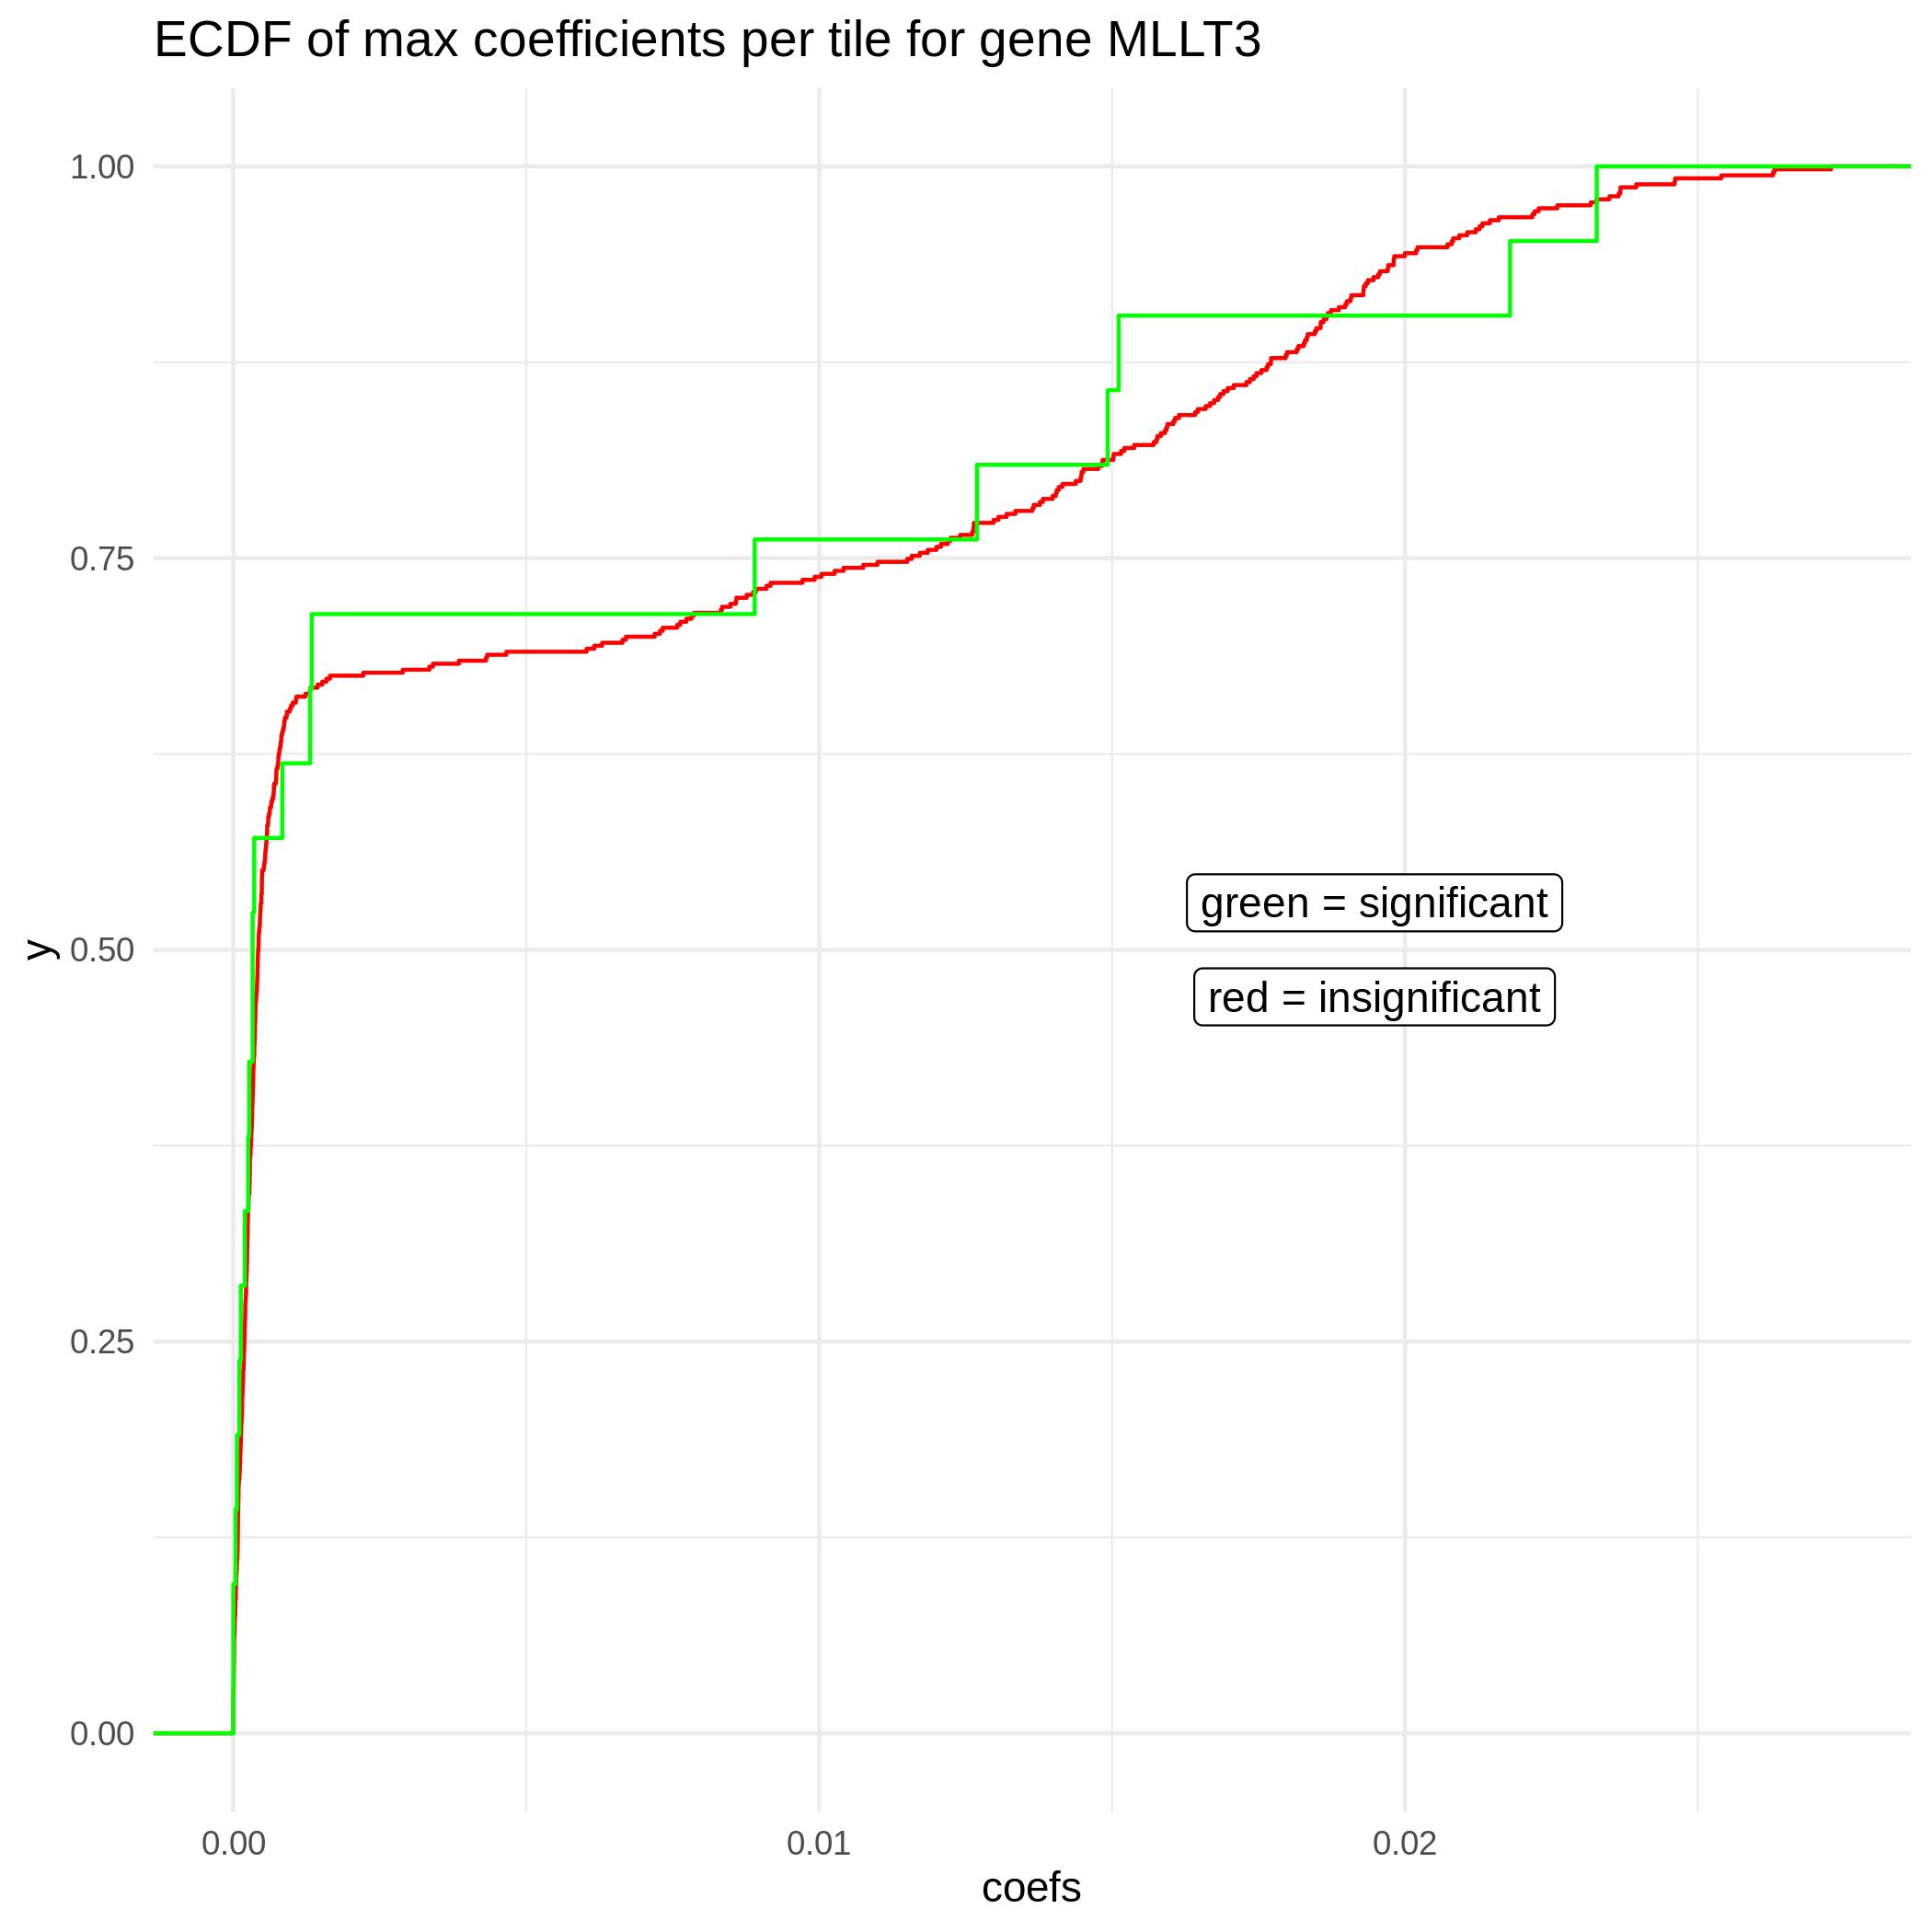 ECDF of max coefficients per tile for gene MLLT3
1.00
0.75
0.50
0.25
0.00
y
green = significant
red = insignificant
0.00 0.01 0.02
coefs